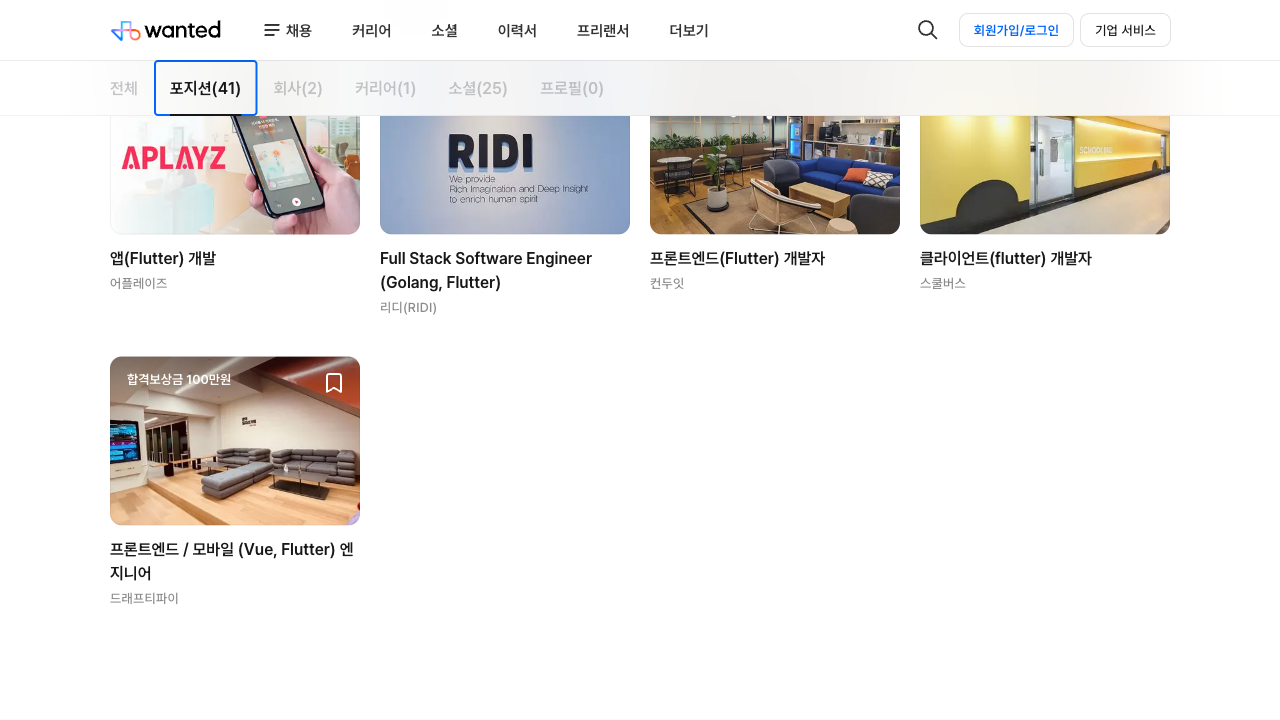 wanted
채용
커리어
소셜
이력서
프리랜서
더보기
회원가입/로그인
기업 서비스
전체
포지션(41)
회사(2)
커리어(1)
소셜(25)
프로필(0)
APLAYZ
RIDI
We provide
Rich Imagination and Deep Insight
to enrich human spirit
앱(Flutter) 개발
어플레이즈
Full Stack Software Engineer
(Golang, Flutter)
리디(RIDI)
프론트엔드(Flutter) 개발자
컨두잇
클라이언트(flutter) 개발자
스쿨버스
합격보상금 100만원
프론트엔드 / 모바일 (Vue, Flutter) 엔
지니어
드래프티파이